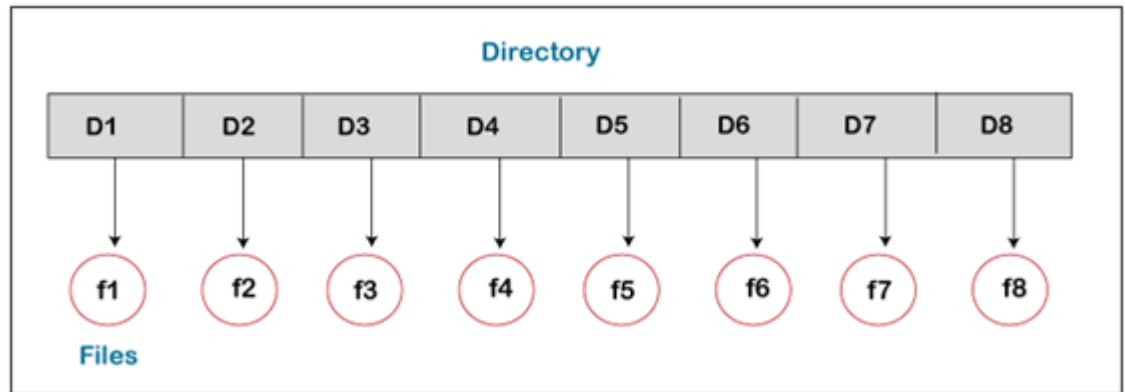 Directory
D1 D2 D3 D4 D5 D6 D7 D8
f1 f2 f3 f4 f5 f6 f7 f8
Files